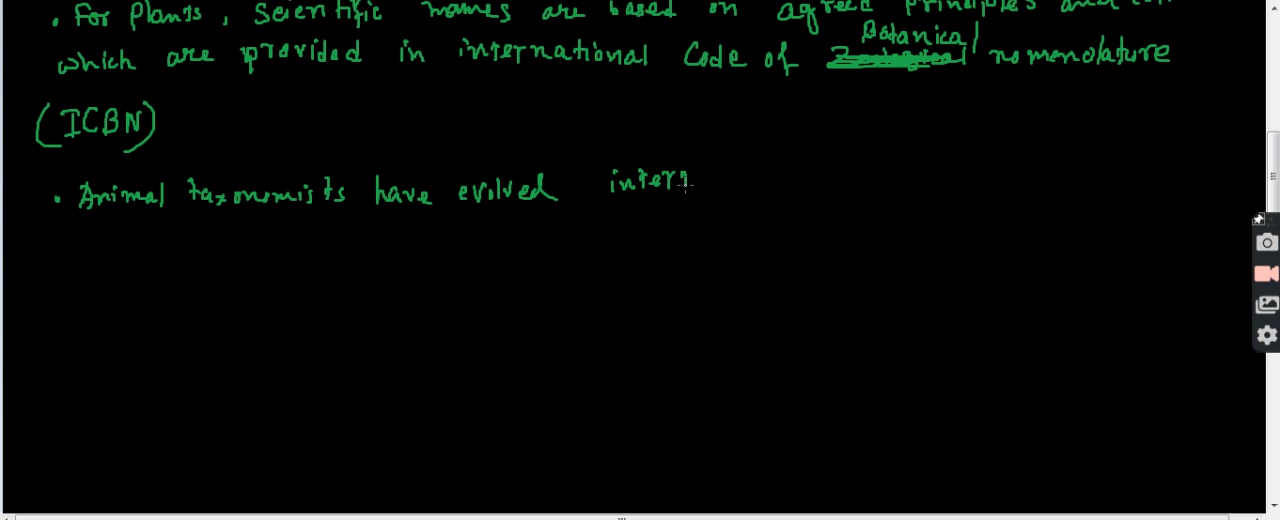 . For Plants, Scientific names are based on agreed Principles and
Botanical
which are provided in international Code of nomenclature
(ICBN)
. Animal taxonomists have evolved intern